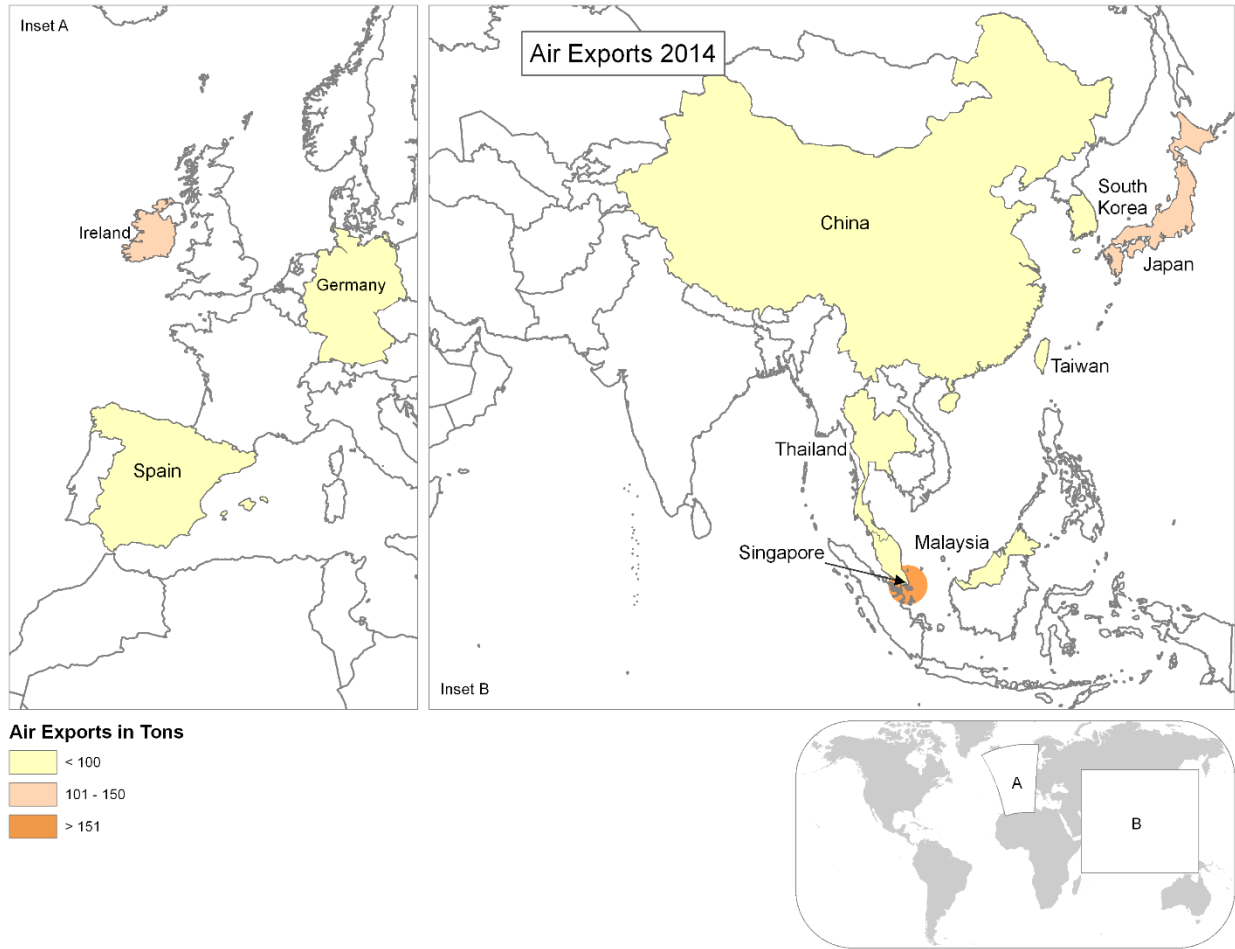 Inset A
Air Exports 2014
China
South
Korea
Japan
Ireland
Germany
Taiwan
Spain
Thailand
Malaysia
Singapore
Inset B
Air Exports in Tons
< 100
101 - 150
> 151
A
B